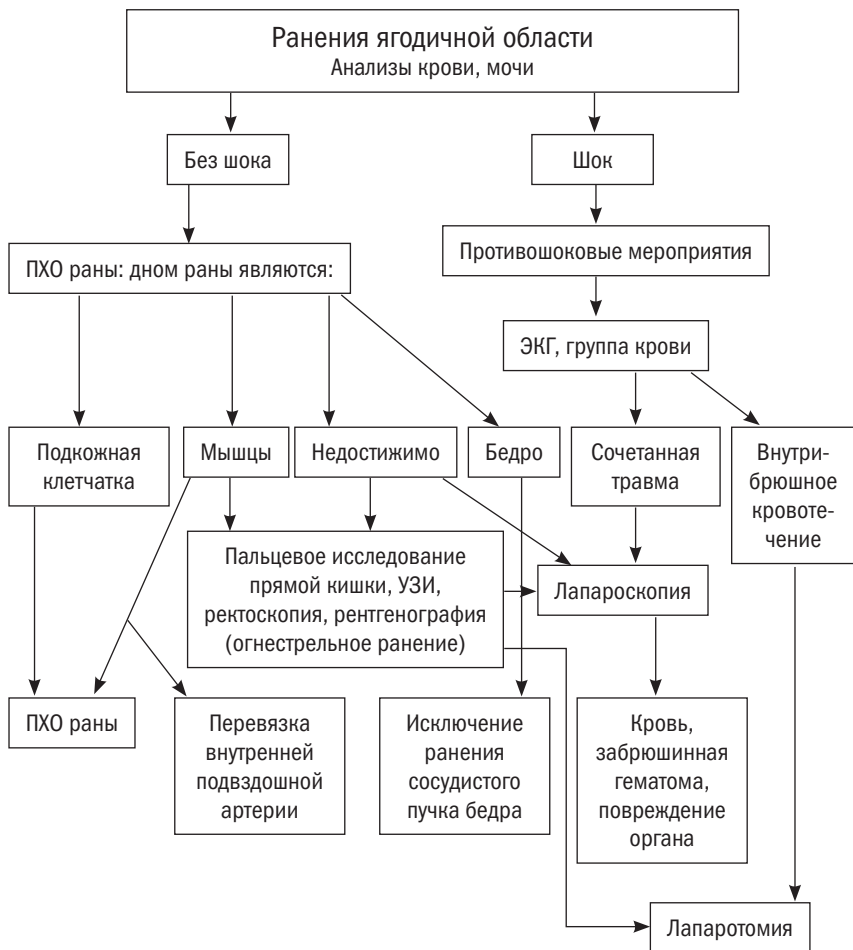 Ранения ягодичной области
Анализы крови, мочи
Без шока
Шок
Противошоковые мероприятия
ПХО раны: дном раны являются:
ЭКГ, группа крови
Подкожная
клетчатка
Мышцы
Недостижимо
Бедро
Сочетанная
травма
Внутри-
брюшное
кровоте-
чение
Пальцевое исследование
прямой кишки, УЗИ,
ректоскопия, рентгенография
(огнестрельное ранение)
Лапароскопия
ПХО раны
Перевязка
внутренней
подвздошной
артерии
Исключение
ранения
сосудистого
пучка бедра
Кровь,
забрюшинная
гематома,
повреждение
органа
Лапаротомия